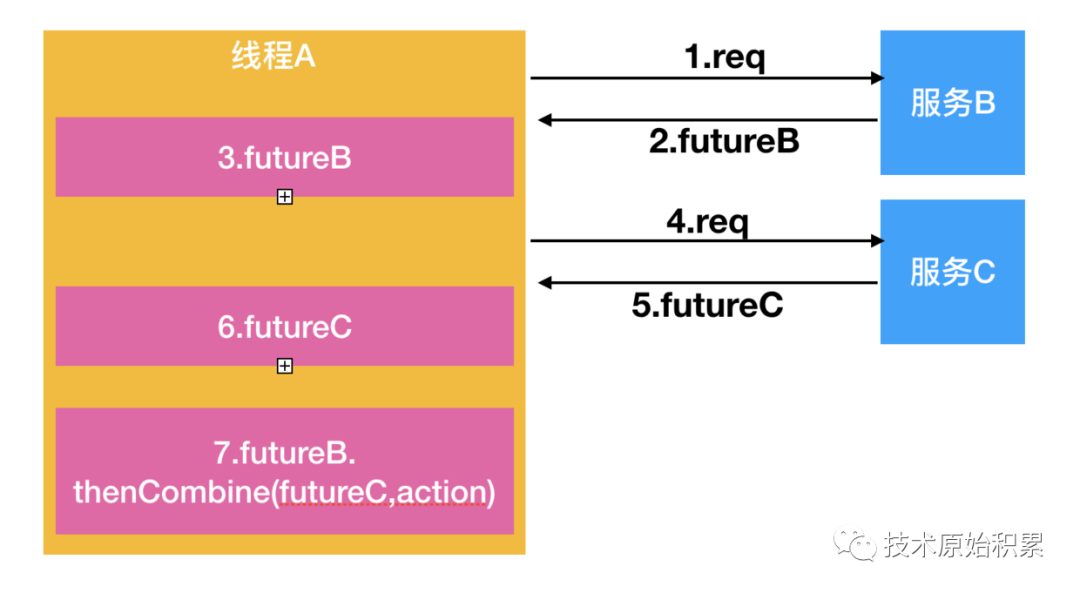 线程A
1.req
服务B
2.futureB
3.futureB
4.req
服务C
5.futureC
6.futureC
7.futureB.
thenCombine(futureC,action)
技术原始积累